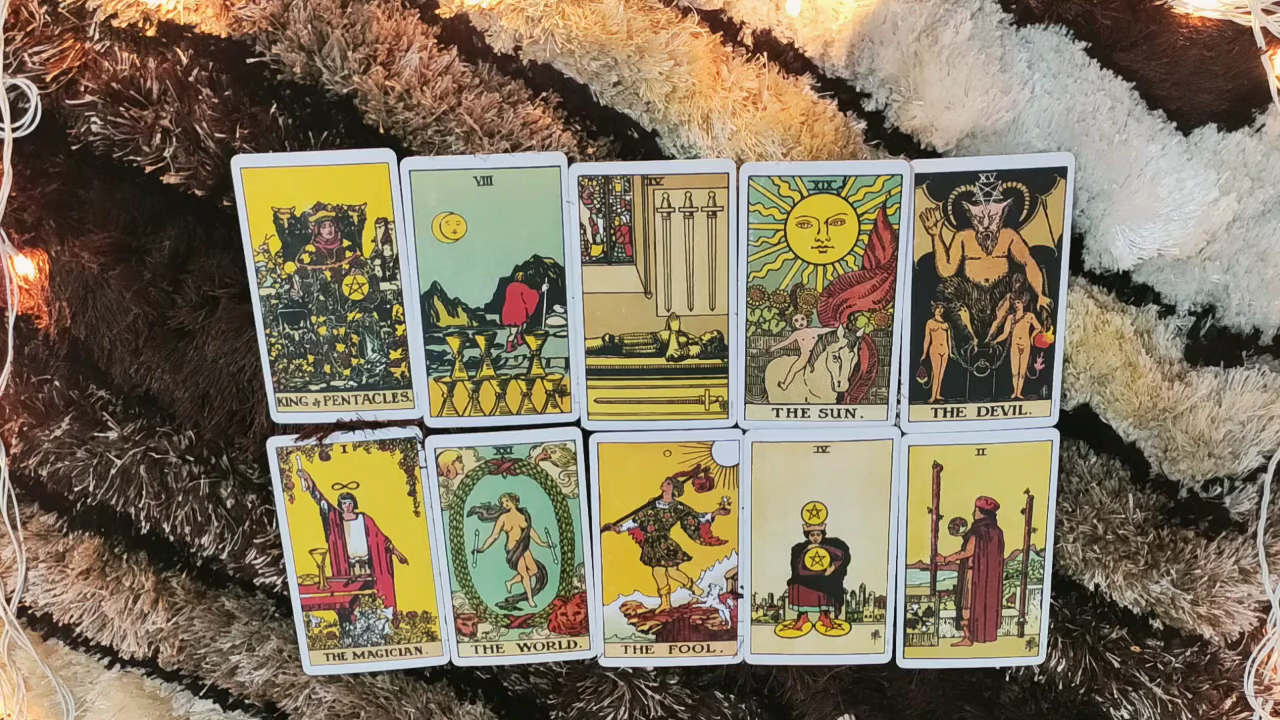 KING of PENTACLES.
VIII
IV
XIX
THE SUN.
XV
THE DEVIL.
I
THE MAGICIAN.
XXI
THE WORLD.
THE FOOL.
IV
II